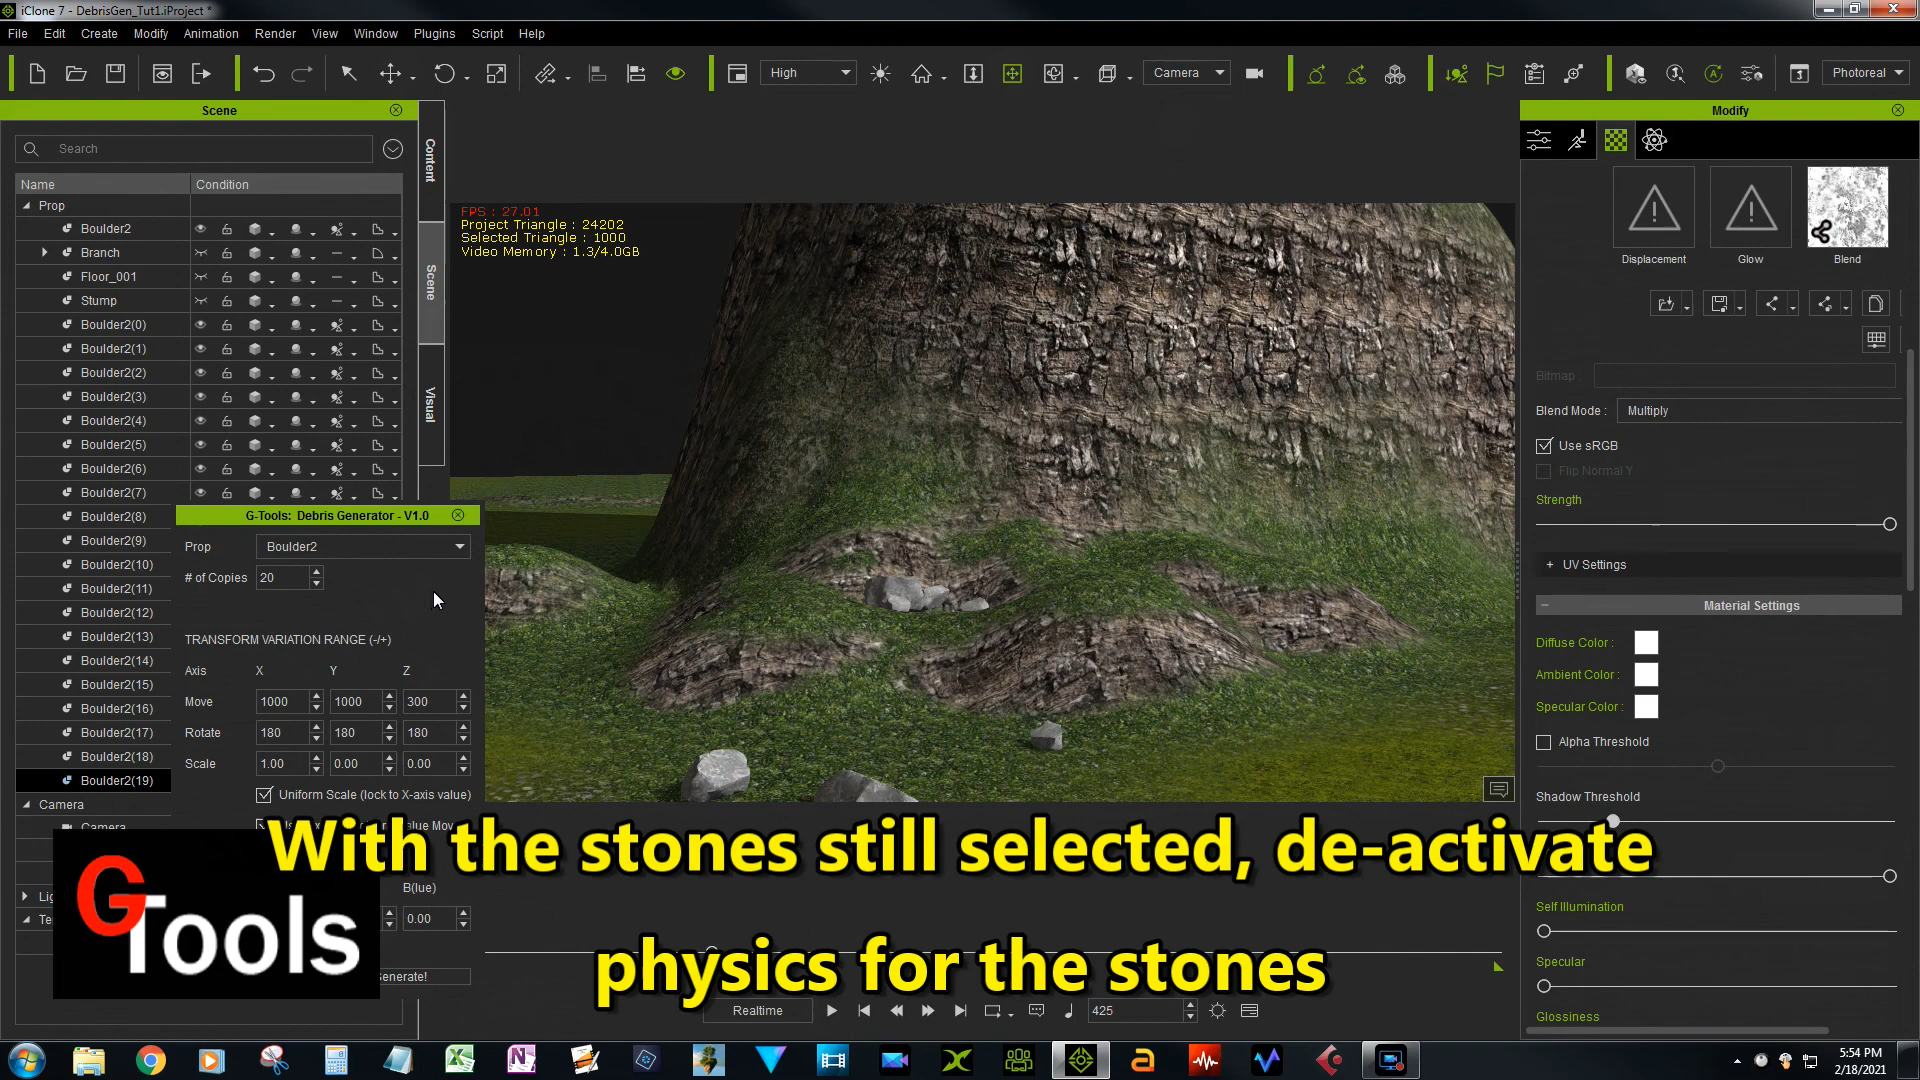 iClone 7 - DebrisGen_Tut1.iProject *
File Edit Create Modify Animation Render View Window Plugins Script Help
High Camera Photoreal
Scene
Search
Name Condition
Prop
Boulder2
Branch
Floor_001
Stump
Boulder2(0)
Boulder2(1)
Boulder2(2)
Boulder2(3)
Boulder2(4)
Boulder2(5)
Boulder2(6)
Boulder2(7)
Boulder2(8)
Boulder2(9)
Boulder2(10)
Boulder2(11)
Boulder2(12)
Boulder2(13)
Boulder2(14)
Boulder2(15)
Boulder2(16)
Boulder2(17)
Boulder2(18)
Boulder2(19)
Camera
Camera
Content
Scene
Visual
G-Tools: Debris Generator - V1.0
Prop Boulder2
# of Copies 20
TRANSFORM VARIATION RANGE (-/+)
Axis X Y Z
Move 1000 1000 300
Rotate 180 180 180
Scale 1.00 0.00 0.00
Uniform Scale (lock to X-axis value)
B(lue)
0.00
Generate!
FPS : 27.01
Project Triangle : 24202
Selected Triangle : 1000
Video Memory : 1.3/4.0GB
Modify
Displacement Glow Blend
Bitmap
Blend Mode : Multiply
Use sRGB
Flip Normal Y
Strength
+ UV Settings
Material Settings
Diffuse Color :
Ambient Color :
Specular Color :
Alpha Threshold
Shadow Threshold
Self Illumination
Specular
Glossiness
With the stones still selected, de-activate
physics for the stones
G Tools
Realtime 425
5:54 PM
2/18/2021